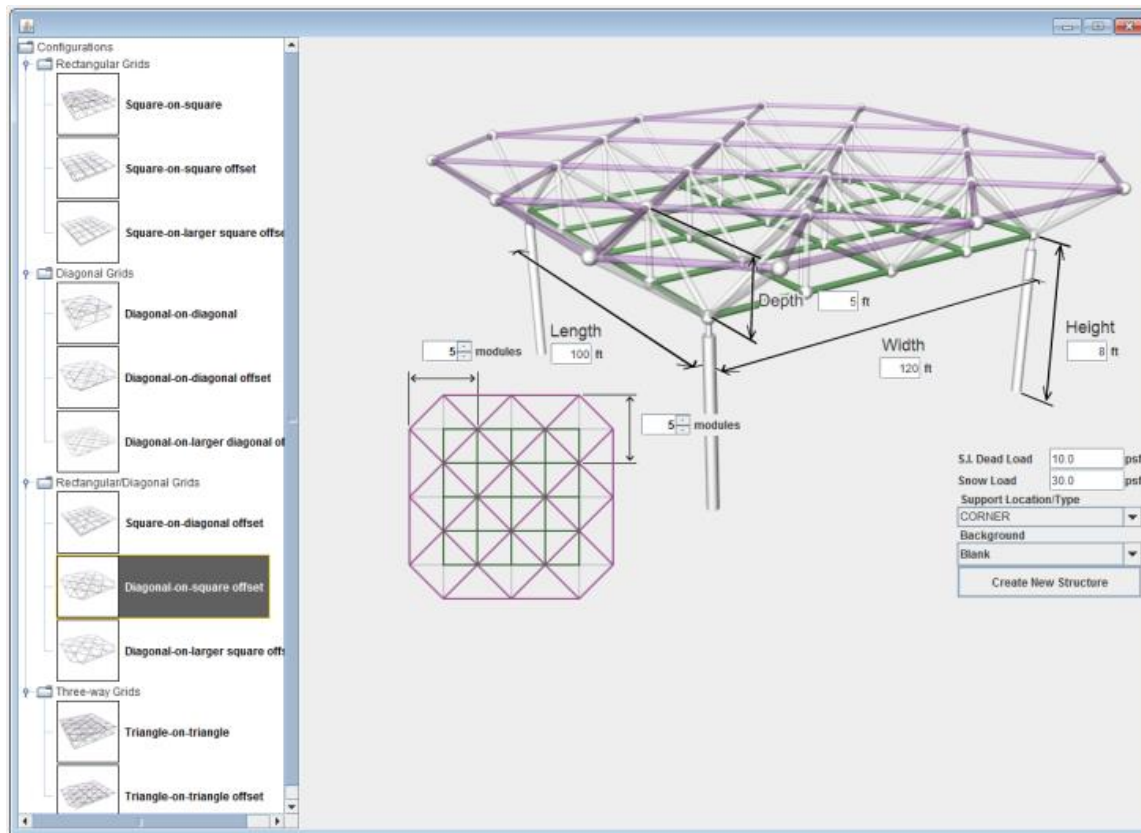 Configurations
Rectangular Grids
Square-on-square
Square-on-square offset
Square-on-larger square offse
Diagonal Grids
Diagonal-on-diagonal
Diagonal-on-diagonal offset
Diagonal-on-larger diagonal of
Rectangular/Diagonal Grids
Square-on-diagonal offset
Diagonal-on-square offset
Diagonal-on-larger square offs
Three-way Grids
Triangle-on-triangle
Triangle-on-triangle offset
Depth 5 ft
Length
100 ft
Width
120 ft
Height
8 ft
5 modules
5 modules
S.I. Dead Load 10.0 psf
Snow Load 30.0 psf
Support Location/Type
CORNER
Background
Blank
Create New Structure